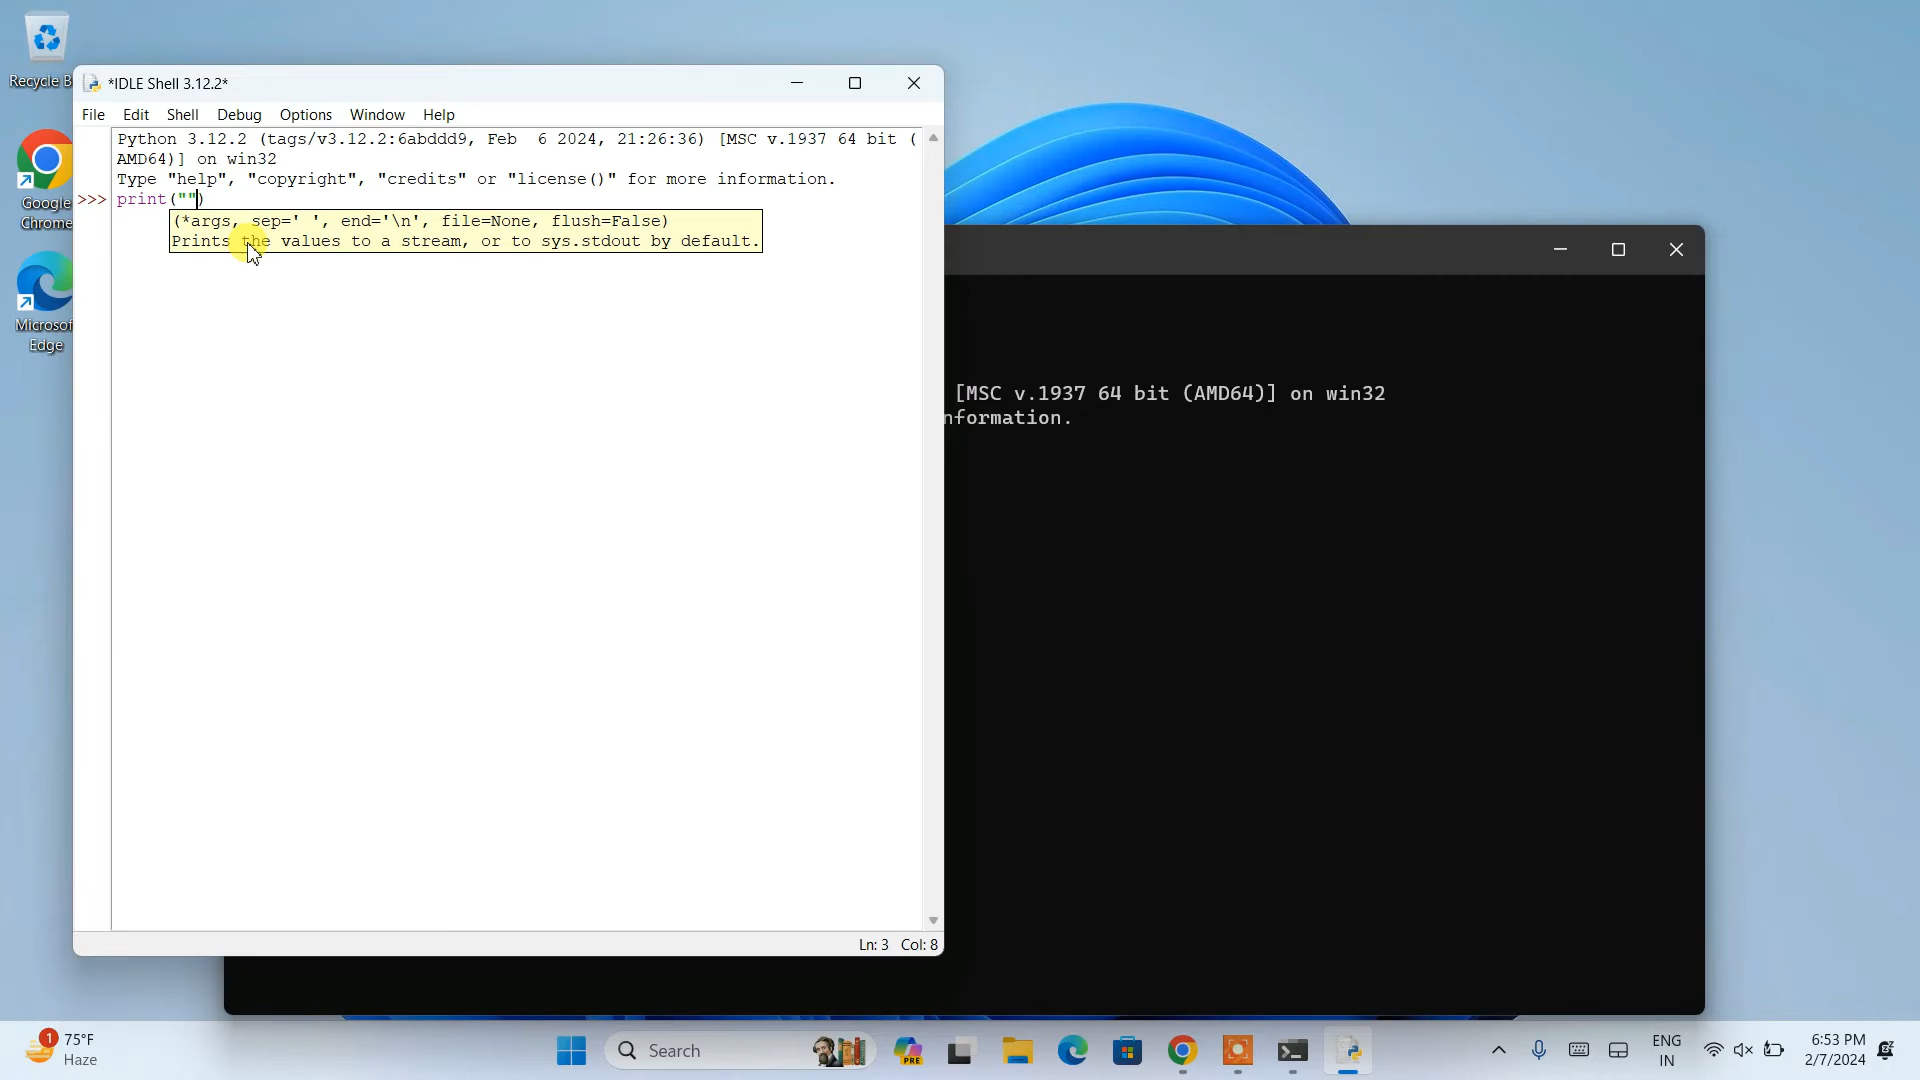 Recycle B
Google
Chrome
Microsof
Edge
*IDLE Shell 3.12.2*
File Edit Shell Debug Options Window Help
Python 3.12.2 (tags/v3.12.2:6abddd9, Feb  6 2024, 21:26:36) [MSC v.1937 64 bit (
AMD64)] on win32
Type "help", "copyright", "credits" or "license()" for more information.
>>> print("")
(*args, sep=' ', end='\n', file=None, flush=False)
Prints the values to a stream, or to sys.stdout by default.
Ln: 3 Col: 8
[MSC v.1937 64 bit (AMD64)] on win32
nformation.
1
75°F
Haze
Search
PRE
ENG
IN
6:53 PM
2/7/2024